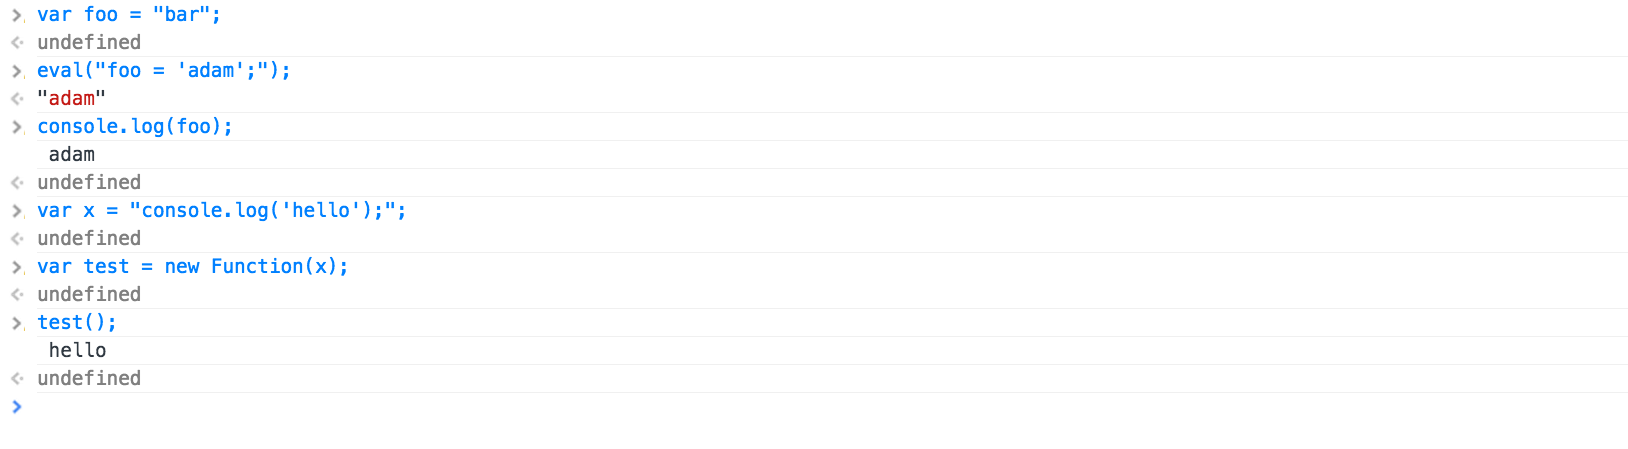 var foo = "bar";
undefined
eval("foo = 'adam';");
"adam"
console.log(foo);
adam
undefined
var x = "console.log('hello');";
undefined
var test = new Function(x);
undefined
test();
hello
undefined